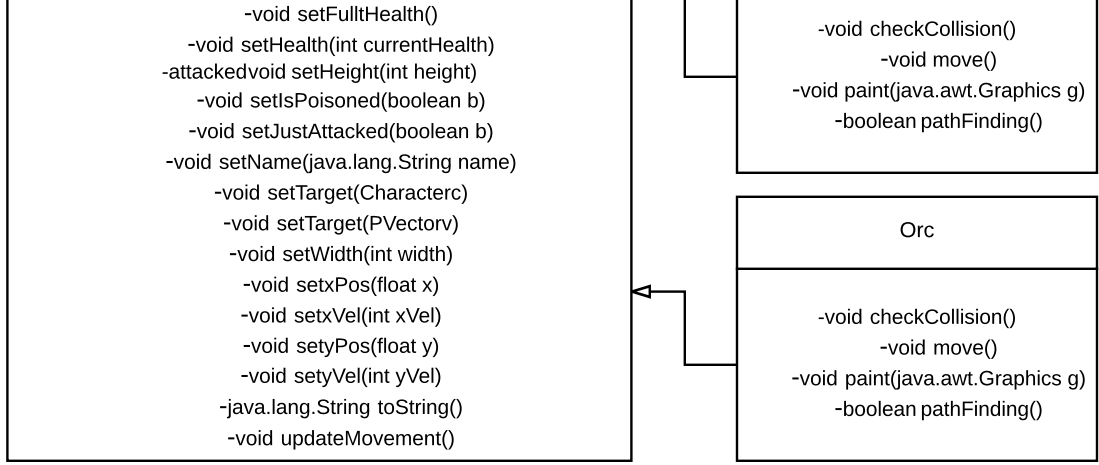 -void setFulltHealth()
-void setHealth(int currentHealth)
-attackedvoid setHeight(int height)
-void setIsPoisoned(boolean b)
-void setJustAttacked(boolean b)
-void setName(java.lang.String name)
-void setTarget(Characterc)
-void setTarget(PVectorv)
-void setWidth(int width)
-void setxPos(float x)
-void setxVel(int xVel)
-void setyPos(float y)
-void setyVel(int yVel)
-java.lang.String toString()
-void updateMovement()
-void checkCollision()
-void move()
-void paint(java.awt.Graphics g)
-boolean pathFinding()
Orc
-void checkCollision()
-void move()
-void paint(java.awt.Graphics g)
-boolean pathFinding()